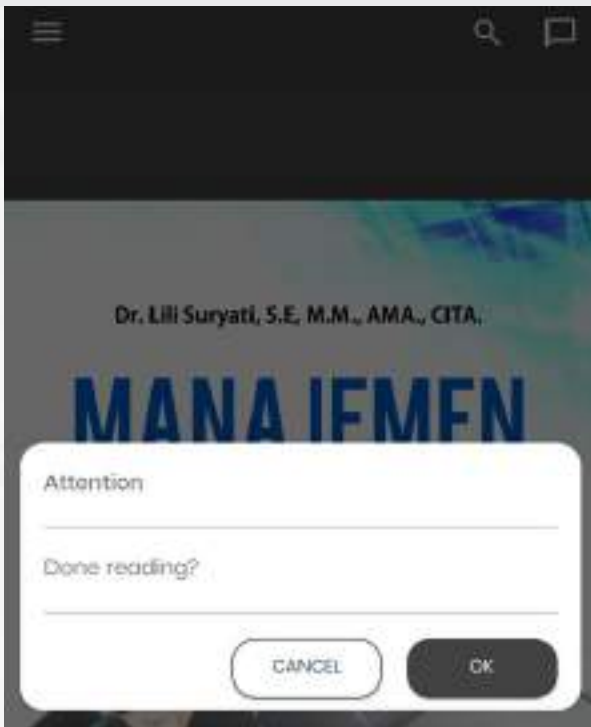 Dr. Lili Suryati, S.E, M.M., AMA., CITA.
MANAJEMEN
Attention
Done reading?
CANCEL
OK